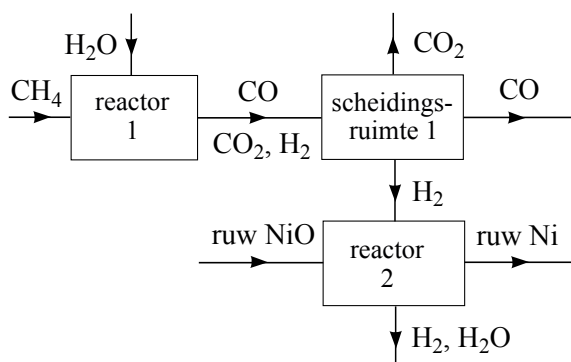 H₂O
CO₂
CH₄
reactor
1
CO
CO₂, H₂
scheidings-
ruimte 1
CO
H₂
ruw NiO
reactor
2
ruw Ni
H₂, H₂O